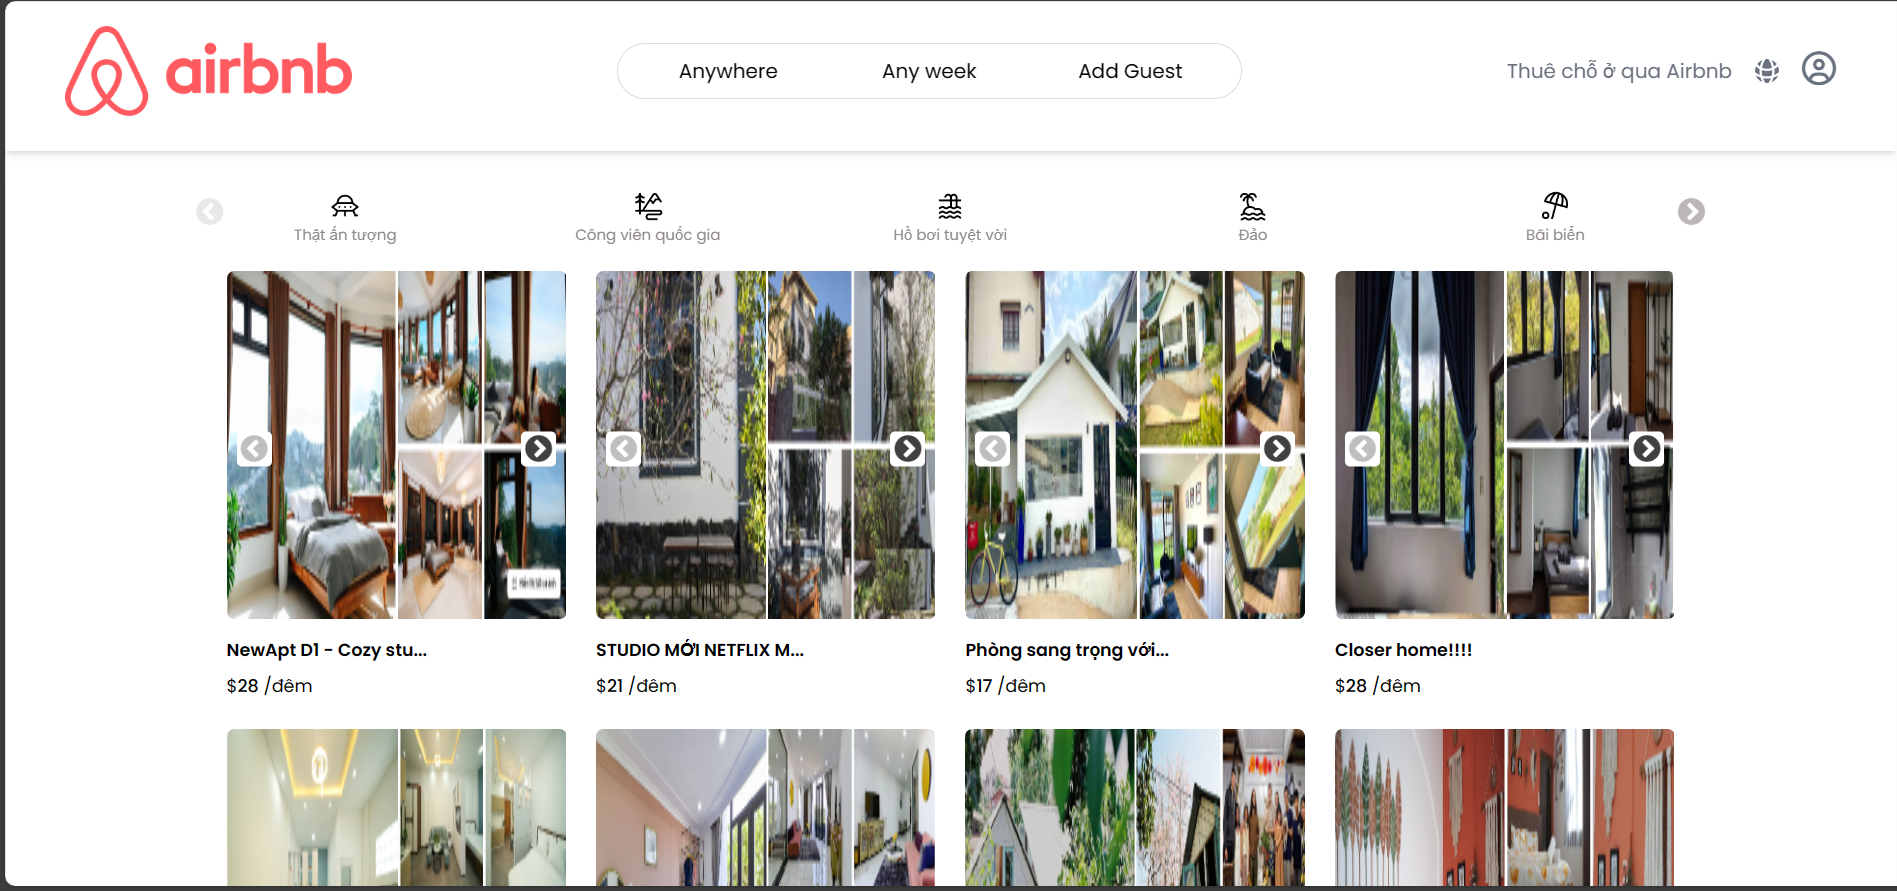 airbnb
Anywhere Any week Add Guest
Thuê chỗ ở qua Airbnb
Thật ấn tượng
Công viên quốc gia
Hồ bơi tuyệt vời
Đảo
Bãi biển
NewApt D1 - Cozy stu...
$28 /đêm
STUDIO MỚI NETFLIX M...
$21 /đêm
Phòng sang trọng với...
$17 /đêm
Closer home!!!!
$28 /đêm